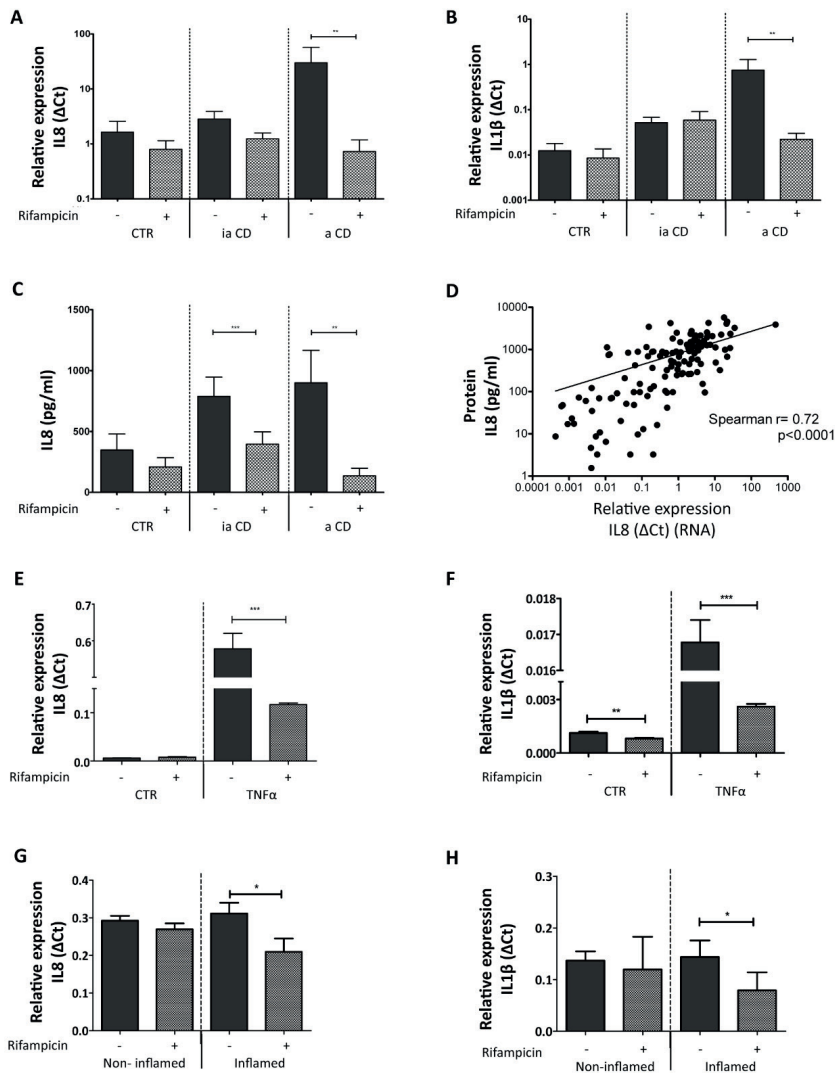 A
Relative expression
IL8 (ΔCt)
100
10
1
0.1
**
Rifampicin - + - + - +
CTR ia CD a CD
B
Relative expression
IL1β (ΔCt)
10
1
0.1
0.01
0.001
**
Rifampicin - + - + - +
CTR ia CD a CD
C
IL8 (pg/ml)
1500
1000
500
0
*** **
Rifampicin - + - + - +
CTR ia CD a CD
D
Protein
IL8 (pg/ml)
10000
1000
100
10
1
Spearman r= 0.72
p<0.0001
0.0001 0.001 0.01 0.1 1 10 100 1000
Relative expression
IL8 (ΔCt) (RNA)
E
Relative expression
IL8 (ΔCt)
0.7
0.6
0.1
0.0
***
Rifampicin - + - +
CTR TNFα
F
Relative expression
IL1β (ΔCt)
0.018
0.017
0.016
0.003
0.000
** ***
Rifampicin - + - +
CTR TNFα
G
Relative expression
IL8 (ΔCt)
0.4
0.3
0.2
0.1
0.0
*
Rifampicin - + - +
Non- inflamed Inflamed
H
Relative expression
IL1β (ΔCt)
0.3
0.2
0.1
0.0
*
Rifampicin - + - +
Non-inflamed Inflamed